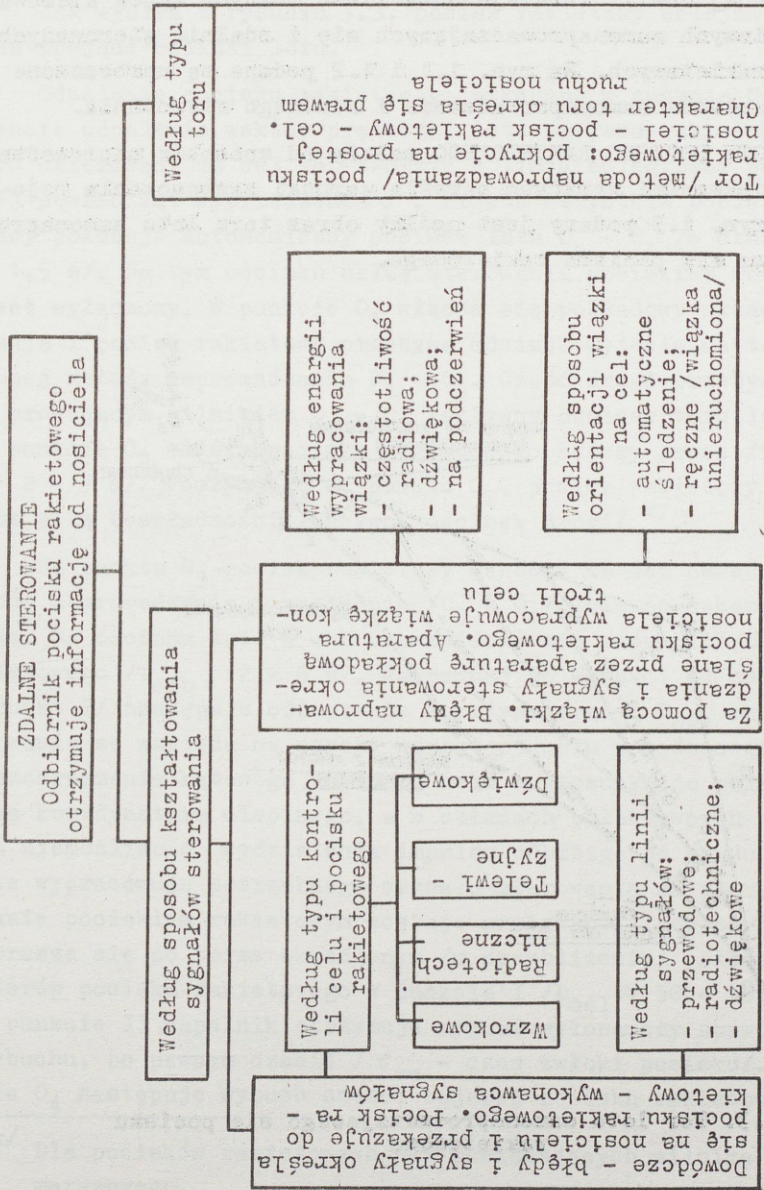 ZDALNE STEROWANIE
Odbiornik pocisku rakietowego
otrzymuje informację od nosiciela
Według sposobu kształtowania
sygnałów sterowania
Według typu
toru
Dowódcze - błędy i sygnały określa
się na nosicielu i przekazuje do
pocisku rakietowego. Pocisk ra -
kietowy - wykonawca sygnałów
Według typu kontro-
li celu i pocisku
rakietowego
Wzrokowe
Radiotech
niczne
Telewi -
zyjne
Dźwiękowe
Według typu linii
sygnałów:
- przewodowe;
- radiotechniczne;
- dźwiękowe
Za pomocą wiązki. Błędy naprowa-
dzania i sygnały sterowania okre-
ślane przez aparaturę pokładową
pocisku rakietowego. Aparatura
nosiciela wypracowuje wiązkę kon-
troli celu
Według energii
wypracowania
wiązki:
- częstotliwość
radiowa;
- dźwiękowa;
- na podczerwień
Według sposobu
orientacji wiązki
na cel:
- automatyczne
śledzenie;
- ręczne /wiązka
unieruchomiona/
Tor /metoda naprowadzania/ pocisku
rakietowego: pokrycie na prostej
nosiciel - pocisk rakietowy - cel.
Charakter toru określa się prawem
ruchu nosiciela